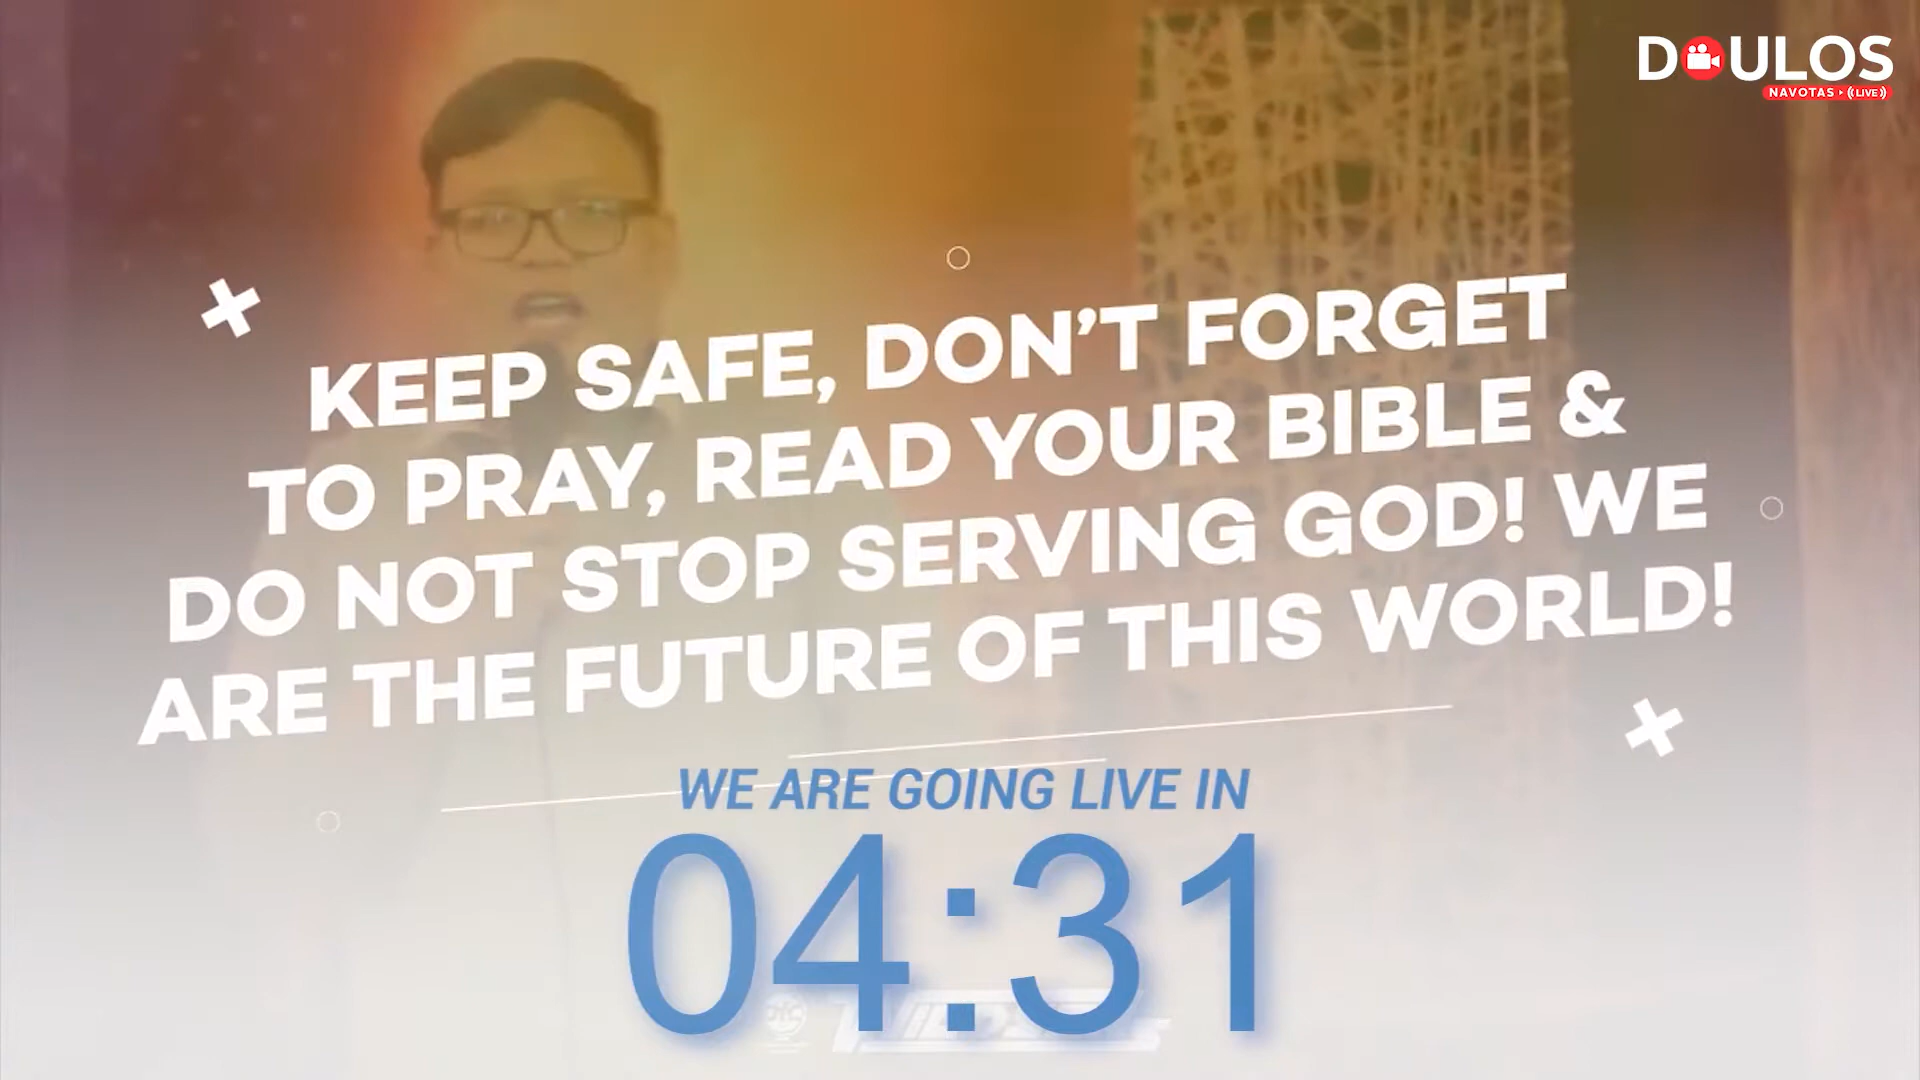 DOULOS
NAVOTAS (LIVE)
KEEP SAFE, DON'T FORGET
TO PRAY, READ YOUR BIBLE &
DO NOT STOP SERVING GOD! WE
ARE THE FUTURE OF THIS WORLD!
WE ARE GOING LIVE IN
04:31